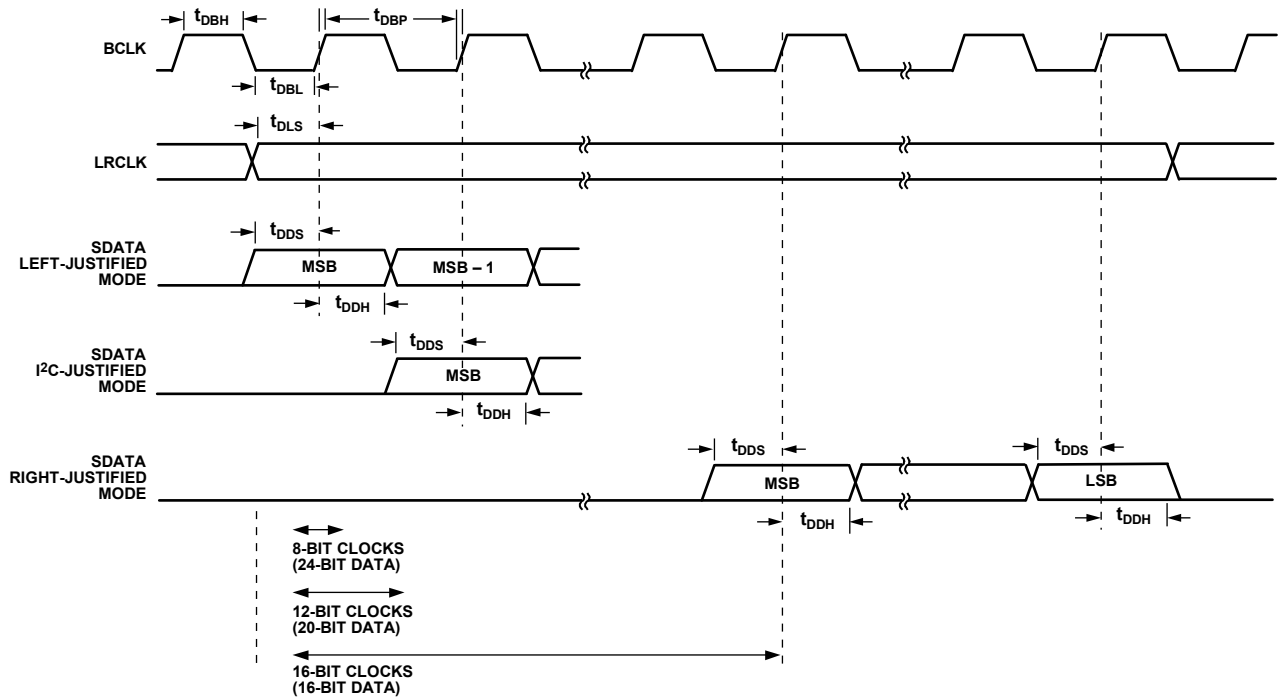 tDBH
tDBP
BCLK
tDBL
tDLS
LRCLK
tDDS
SDATA
LEFT-JUSTIFIED
MODE
MSB
MSB – 1
tDDH
tDDS
SDATA
I²C-JUSTIFIED
MODE
MSB
tDDH
tDDS
tDDS
SDATA
RIGHT-JUSTIFIED
MODE
MSB
LSB
tDDH
tDDH
8-BIT CLOCKS
(24-BIT DATA)
12-BIT CLOCKS
(20-BIT DATA)
16-BIT CLOCKS
(16-BIT DATA)